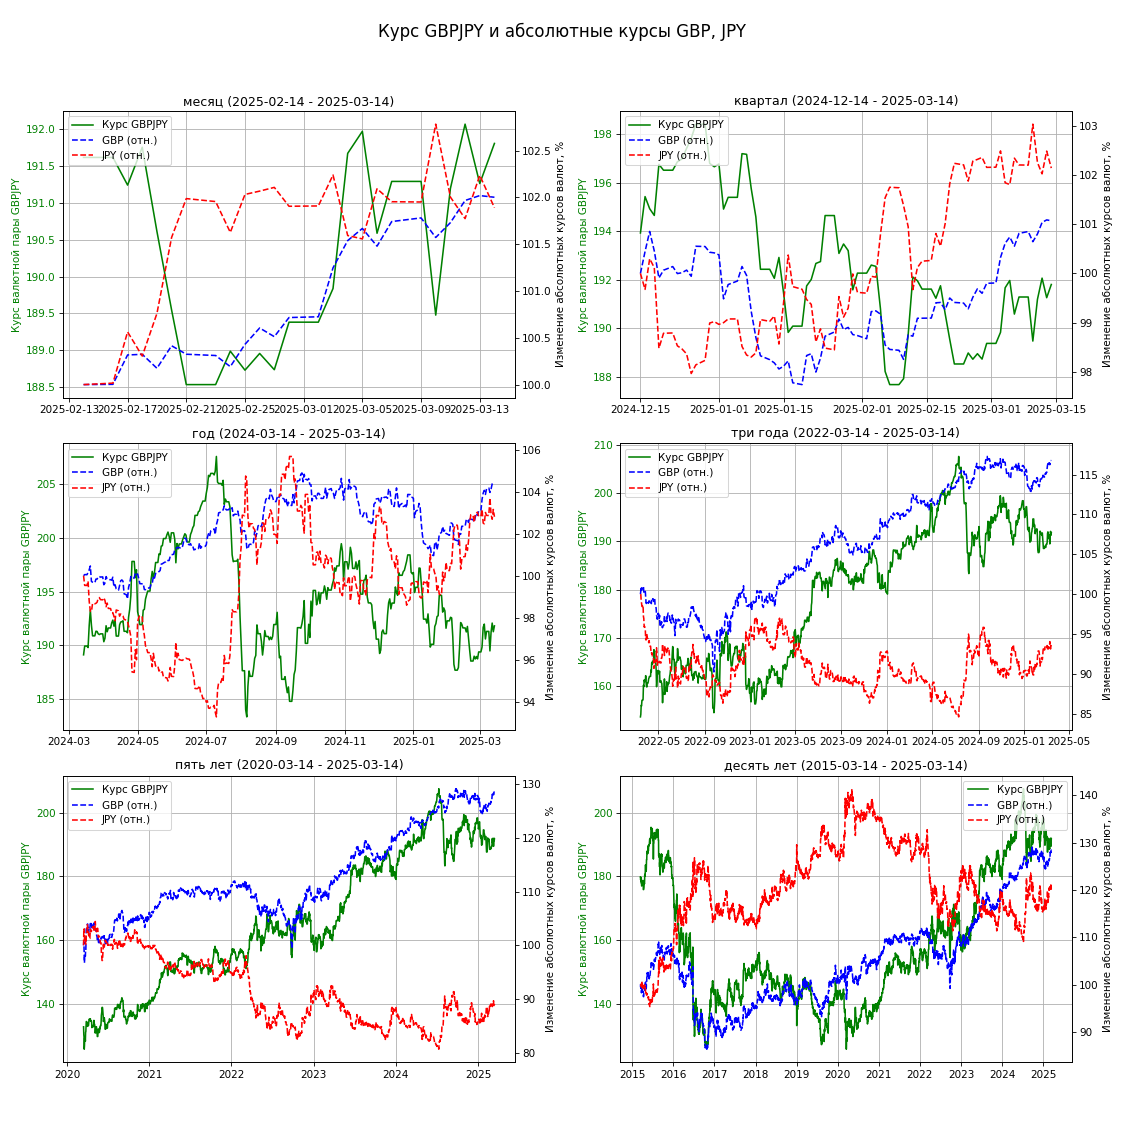 Курс GBPJPY и абсолютные курсы GBP, JPY
месяц (2025-02-14 - 2025-03-14)
Курс GBPJPY
GBP (отн.)
JPY (отн.)
Курс валютной пары GBPJPY
192.0
191.5
191.0
190.5
190.0
189.5
189.0
188.5
Изменение абсолютных курсов валют, %
102.5
102.0
101.5
101.0
100.5
100.0
2025-02-13 2025-02-17 2025-02-21 2025-02-25 2025-03-01 2025-03-05 2025-03-09 2025-03-13
квартал (2024-12-14 - 2025-03-14)
Курс GBPJPY
GBP (отн.)
JPY (отн.)
Курс валютной пары GBPJPY
198
196
194
192
190
188
Изменение абсолютных курсов валют, %
103
102
101
100
99
98
2024-12-15 2025-01-01 2025-01-15 2025-02-01 2025-02-15 2025-03-01 2025-03-15
год (2024-03-14 - 2025-03-14)
Курс GBPJPY
GBP (отн.)
JPY (отн.)
Курс валютной пары GBPJPY
205
200
195
190
185
Изменение абсолютных курсов валют, %
106
104
102
100
98
96
94
2024-03 2024-05 2024-07 2024-09 2024-11 2025-01 2025-03
три года (2022-03-14 - 2025-03-14)
Курс GBPJPY
GBP (отн.)
JPY (отн.)
Курс валютной пары GBPJPY
210
200
190
180
170
160
Изменение абсолютных курсов валют, %
115
110
105
100
95
90
85
2022-05 2022-09 2023-01 2023-05 2023-09 2024-01 2024-05 2024-09 2025-01 2025-05
пять лет (2020-03-14 - 2025-03-14)
Курс GBPJPY
GBP (отн.)
JPY (отн.)
Курс валютной пары GBPJPY
200
180
160
140
Изменение абсолютных курсов валют, %
130
120
110
100
90
80
2020 2021 2022 2023 2024 2025
десять лет (2015-03-14 - 2025-03-14)
Курс GBPJPY
GBP (отн.)
JPY (отн.)
Курс валютной пары GBPJPY
200
180
160
140
Изменение абсолютных курсов валют, %
140
130
120
110
100
90
2015 2016 2017 2018 2019 2020 2021 2022 2023 2024 2025